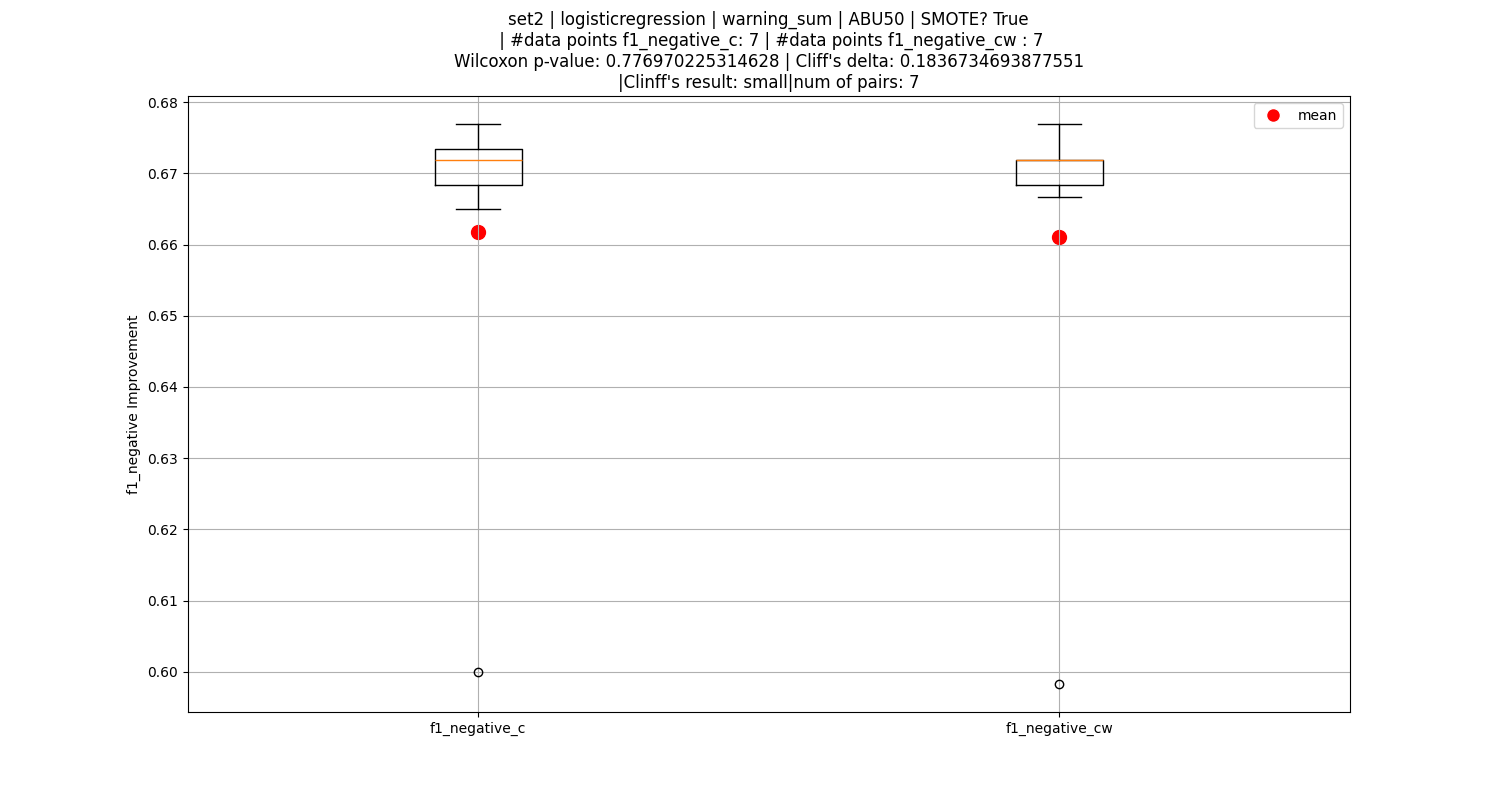 set2 | logisticregression | warning_sum | ABU50 | SMOTE? True
| #data points f1_negative_c: 7 | #data points f1_negative_cw : 7
Wilcoxon p-value: 0.776970225314628 | Cliff's delta: 0.1836734693877551
|Clinff's result: small|num of pairs: 7
mean
0.68
0.67
0.66
0.65
0.64
0.63
0.62
0.61
0.60
f1_negative Improvement
f1_negative_c
f1_negative_cw